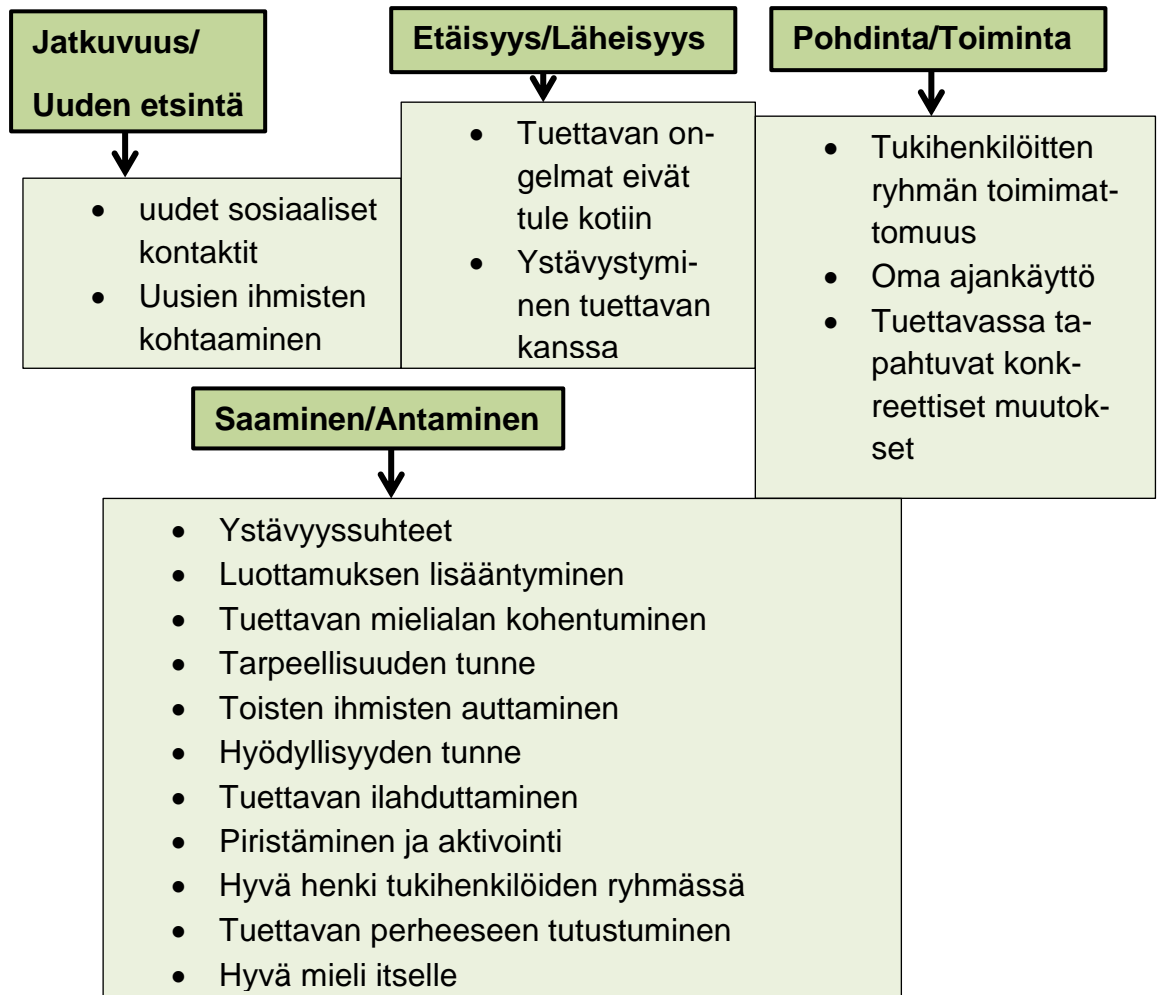 Jatkuvuus/
Uuden etsintä
• uudet sosiaaliset
kontaktit
• Uusien ihmisten
kohtaaminen
Etäisyys/Läheisyys
• Tuettavan on-
gelmat eivät
tule kotiin
• Ystävystymi-
nen tuettavan
kanssa
Pohdinta/Toiminta
• Tukihenkilöitten
ryhmän toimimat-
tomuus
• Oma ajankäyttö
• Tuettavassa ta-
pahtuvat konk-
reettiset muutok-
set
Saaminen/Antaminen
• Ystävyyssuhteet
• Luottamuksen lisääntyminen
• Tuettavan mielialan kohentuminen
• Tarpeellisuuden tunne
• Toisten ihmisten auttaminen
• Hyödyllisyyden tunne
• Tuettavan ilahduttaminen
• Piristäminen ja aktivointi
• Hyvä henki tukihenkilöiden ryhmässä
• Tuettavan perheeseen tutustuminen
• Hyvä mieli itselle